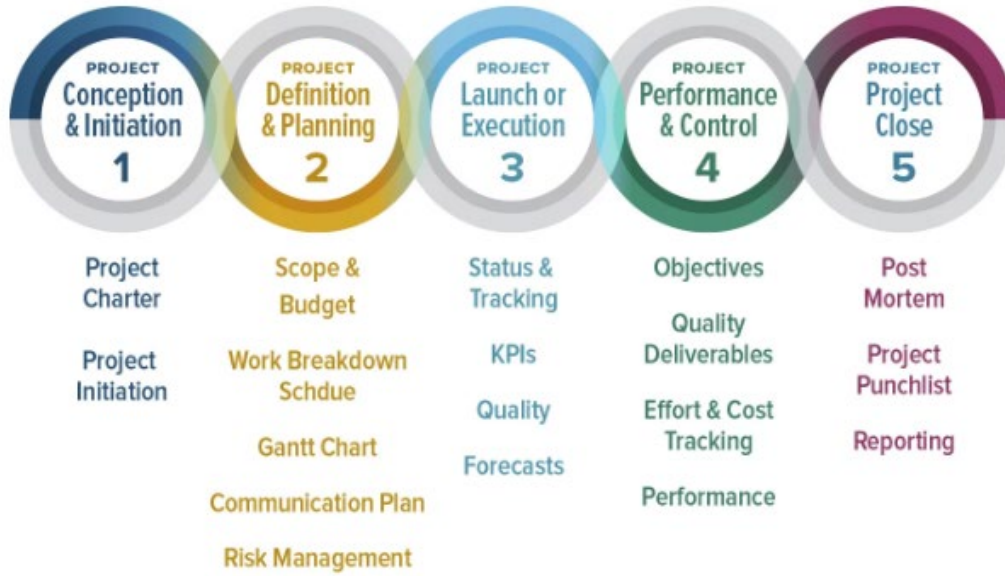 PROJECT
Conception
& Initiation
1
PROJECT
Definition
& Planning
2
PROJECT
Launch or
Execution
3
PROJECT
Performance
& Control
4
PROJECT
Project
Close
5
Project
Charter
Project
Initiation
Scope &
Budget
Work Breakdown
Schdue
Gantt Chart
Communication Plan
Risk Management
Status &
Tracking
KPIs
Quality
Forecasts
Objectives
Quality
Deliverables
Effort & Cost
Tracking
Performance
Post
Mortem
Project
Punchlist
Reporting